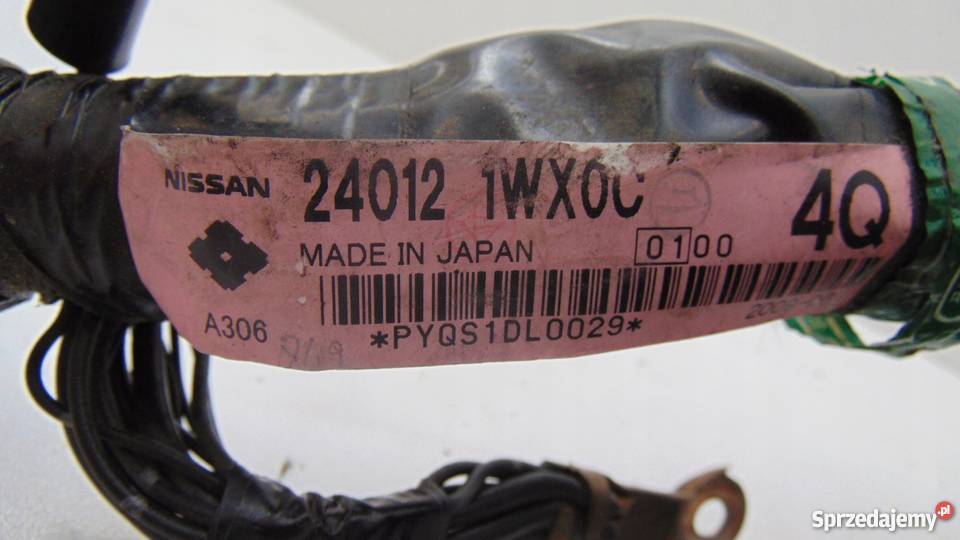 NISSAN 24012 1WX0C 4Q
MADE IN JAPAN 0100
A306 *PYQS1DL0029*
Sprzedajemy.pl